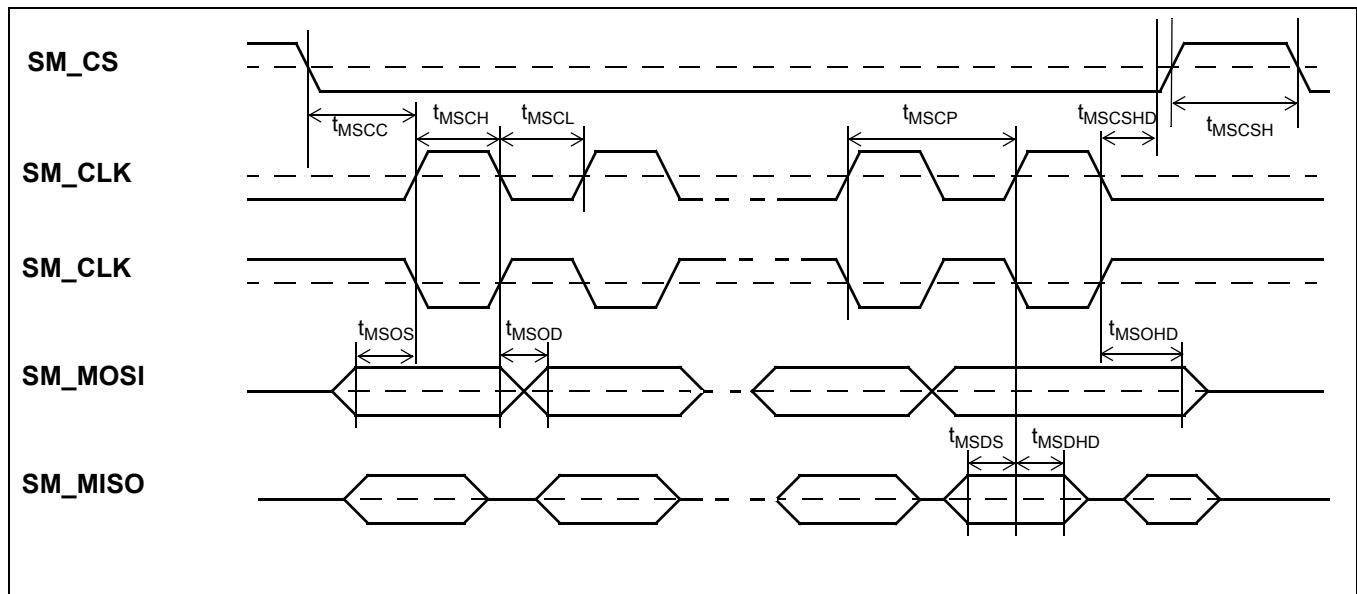 SM_CS
tMSCC
tMSCH
tMSCL
tMSCP
tMSCSHD
tMSCSH
SM_CLK
SM_CLK
tMSOS
tMSOD
tMSOHD
SM_MOSI
tMSDS
tMSDHD
SM_MISO